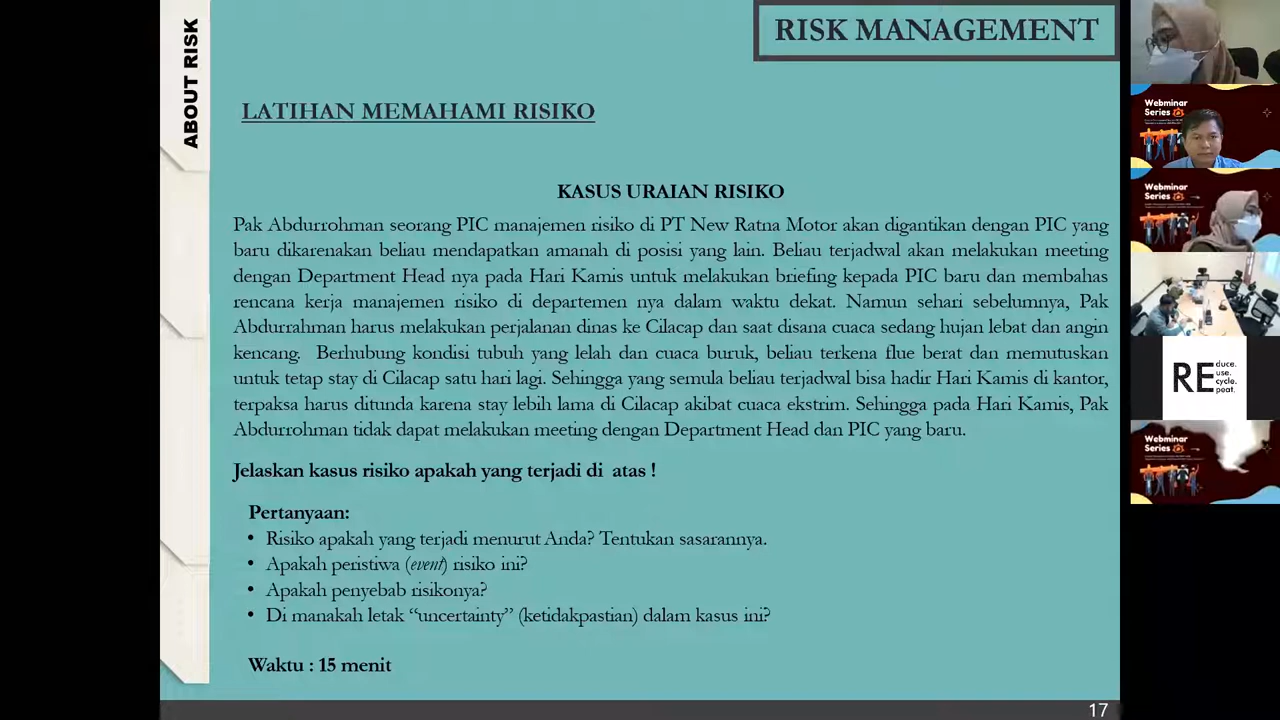 ABOUT RISK
RISK MANAGEMENT
LATIHAN MEMAHAMI RISIKO
KASUS URAIAN RISIKO
Pak Abdurrohman seorang PIC manajemen risiko di PT New Ratna Motor akan digantikan dengan PIC yang
baru dikarenakan beliau mendapatkan amanah di posisi yang lain. Beliau terjadwal akan melakukan meeting
dengan Department Head nya pada Hari Kamis untuk melakukan briefing kepada PIC baru dan membahas
rencana kerja manajemen risiko di departemen nya dalam waktu dekat. Namun sehari sebelumnya, Pak
Abdurrahman harus melakukan perjalanan dinas ke Cilacap dan saat disana cuaca sedang hujan lebat dan angin
kencang. Berhubung kondisi tubuh yang lelah dan cuaca buruk, beliau terkena flue berat dan memutuskan
untuk tetap stay di Cilacap satu hari lagi. Sehingga yang semula beliau terjadwal bisa hadir Hari Kamis di kantor,
terpaksa harus ditunda karena stay lebih lama di Cilacap akibat cuaca ekstrim. Sehingga pada Hari Kamis, Pak
Abdurrohman tidak dapat melakukan meeting dengan Department Head dan PIC yang baru.
Jelaskan kasus risiko apakah yang terjadi di atas !
Pertanyaan:
• Risiko apakah yang terjadi menurut Anda? Tentukan sasarannya.
• Apakah peristiwa (event) risiko ini?
• Apakah penyebab risikonya?
• Di manakah letak “uncertainty” (ketidakpastian) dalam kasus ini?
Waktu : 15 menit
17
Webminar
Series
Webminar
Series
REduce.
use.
cycle.
peat.
Webminar
Series